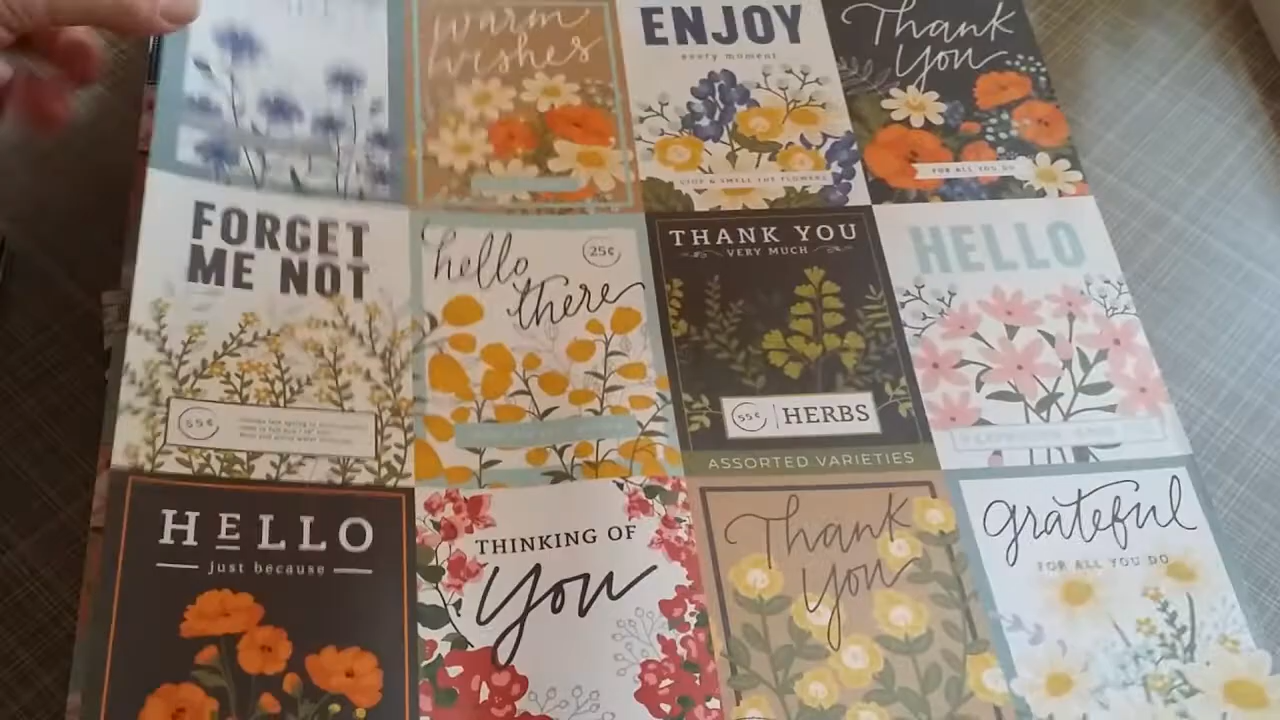 HELLO
warm
wishes
ENJOY
every moment
STOP & SMELL THE FLOWERS
Thank
You
FOR ALL YOU DO
FORGET
ME NOT
55¢
hello
there
25¢
THANK YOU
VERY MUCH
55¢ HERBS
ASSORTED VARIETIES
HELLO
HELLO
just because
THINKING OF
You
Thank
You
grateful
FOR ALL YOU DO